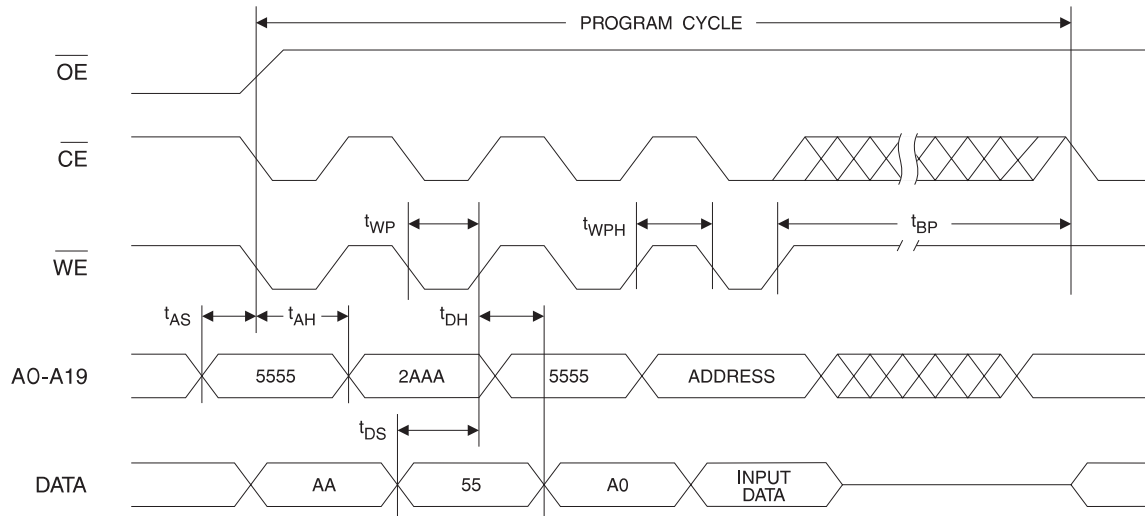 PROGRAM CYCLE
OE
CE
tWP
tWPH
tBP
WE
tAS
tAH
tDH
A0-A19
5555
2AAA
5555
ADDRESS
tDS
DATA
AA
55
A0
INPUT
DATA